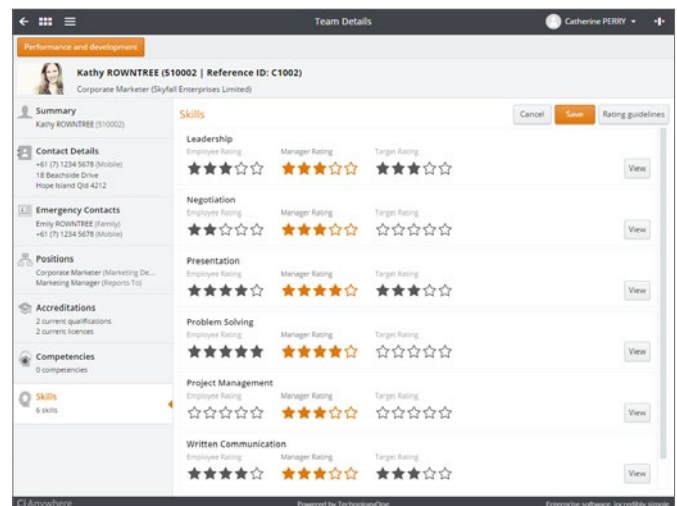 Team Details
Catherine PERRY
Performance and development
Kathy ROWNTREE (510002 | Reference ID: C1002)
Corporate Marketer (Skyfall Enterprises Limited)
Summary
Kathy ROWNTREE (510002)
Contact Details
+61 (7) 1234 5678 (Mobile)
18 Beachside Drive
Hope Island Qld 4212
Emergency Contacts
Emily ROWNTREE (Family)
+61 (7) 1234 5678 (Mobile)
Positions
Corporate Marketer (Marketing De...
Marketing Manager (Reports To)
Accreditations
2 current qualifications
2 current licences
Competencies
0 competencies
Skills
6 skills
Skills
Cancel Save Rating guidelines
Leadership
Employee Rating Manager Rating Target Rating
View
Negotiation
Employee Rating Manager Rating Target Rating
View
Presentation
Employee Rating Manager Rating Target Rating
View
Problem Solving
Employee Rating Manager Rating Target Rating
View
Project Management
Employee Rating Manager Rating Target Rating
View
Written Communication
Employee Rating Manager Rating Target Rating
View
Ci Anywhere Powered by TechnologyOne Enterprise software, incredibly simple